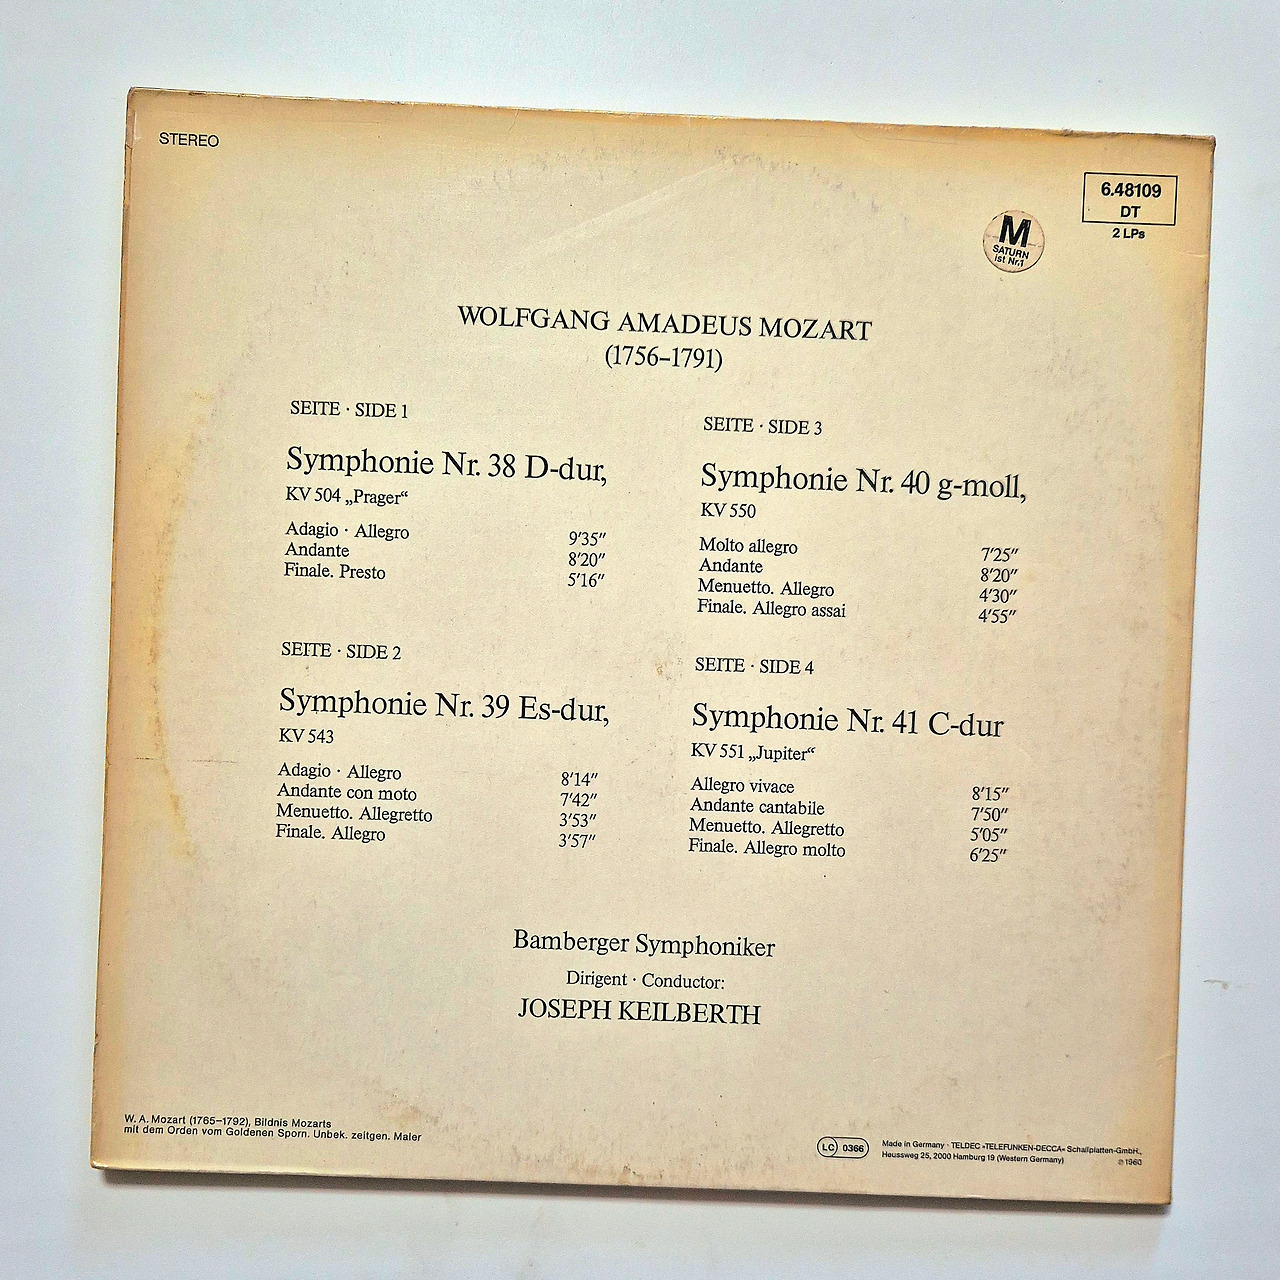 STEREO
6.48109
DT
2 LPs
M
SATURN
ist Nr.1
WOLFGANG AMADEUS MOZART
(1756–1791)
SEITE · SIDE 1
Symphonie Nr. 38 D-dur,
KV 504 „Prager“
Adagio · Allegro 9′35″
Andante 8′20″
Finale. Presto 5′16″
SEITE · SIDE 2
Symphonie Nr. 39 Es-dur,
KV 543
Adagio · Allegro 8′14″
Andante con moto 7′42″
Menuetto. Allegretto 3′53″
Finale. Allegro 3′57″
SEITE · SIDE 3
Symphonie Nr. 40 g-moll,
KV 550
Molto allegro 7′25″
Andante 8′20″
Menuetto. Allegro 4′30″
Finale. Allegro assai 4′55″
SEITE · SIDE 4
Symphonie Nr. 41 C-dur
KV 551 „Jupiter“
Allegro vivace 8′15″
Andante cantabile 7′50″
Menuetto. Allegretto 5′05″
Finale. Allegro molto 6′25″
Bamberger Symphoniker
Dirigent · Conductor:
JOSEPH KEILBERTH
W. A. Mozart (1765–1792), Bildnis Mozarts
mit dem Orden vom Goldenen Sporn. Unbek. zeitgen. Maler
LC 0366
Made in Germany · TELDEC »TELEFUNKEN-DECCA« Schallplatten-GmbH.,
Heussweg 25, 2000 Hamburg 19 (Western Germany)
℗ 1960